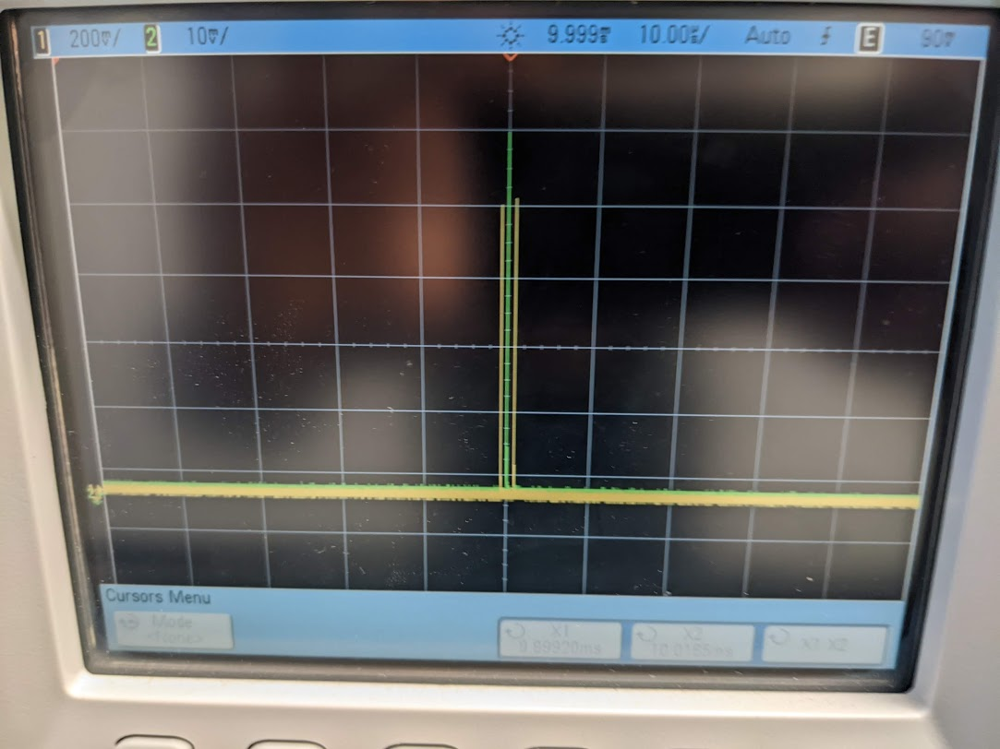 1 200mV/ 2 10mV/ 9.999ms 10.00us/ Auto E 90mV
Cursors Menu
Mode X1 X2 X1 X2
<None> 9.99920ms 10.0165ms